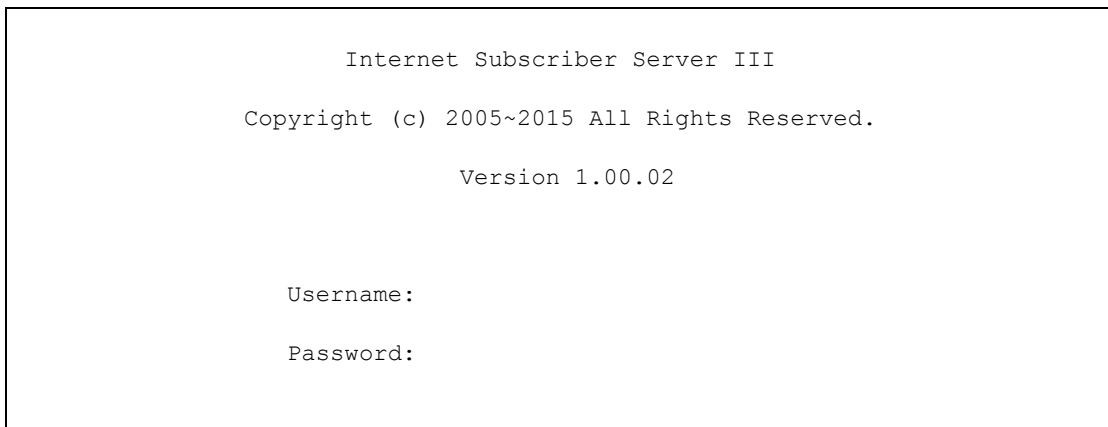 Internet Subscriber Server III
Copyright (c) 2005~2015 All Rights Reserved.
Version 1.00.02
Username:
Password: